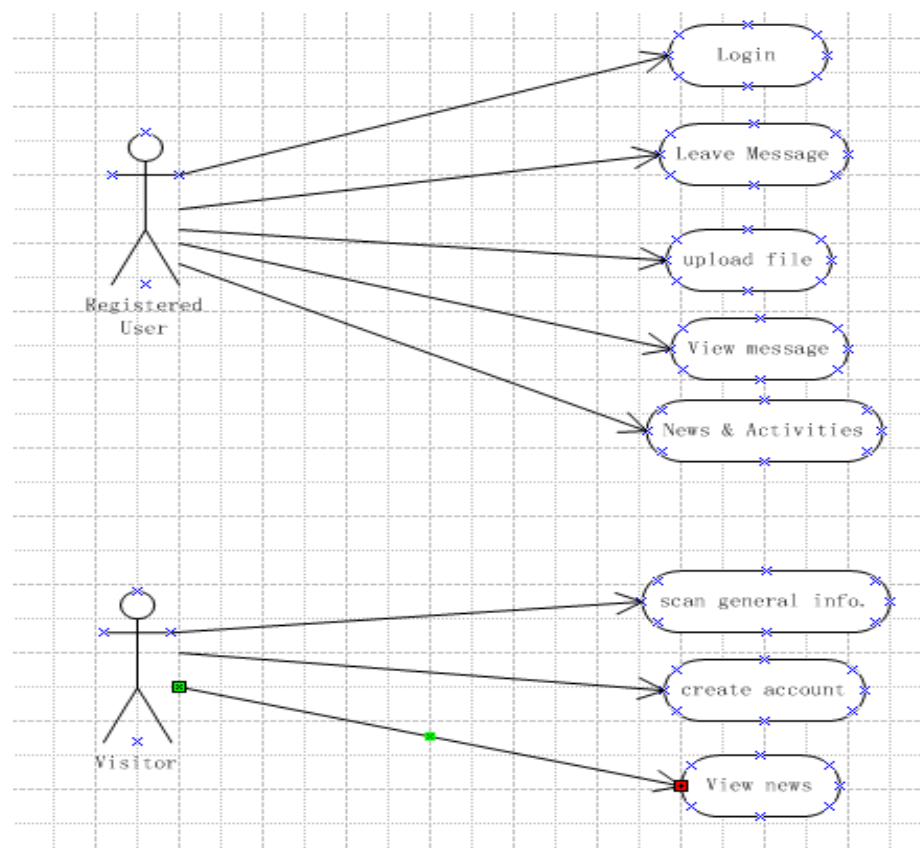 Login
Leave Message
upload file
Registered
User
View message
News & Activities
scan general info.
create account
Visitor
View news